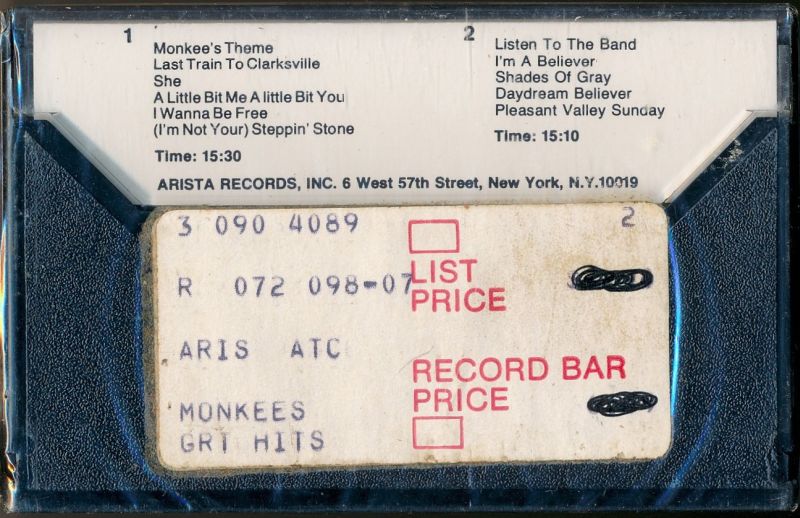 1
Monkee's Theme
Last Train To Clarksville
She
A Little Bit Me A little Bit You
I Wanna Be Free
(I'm Not Your) Steppin' Stone
Time: 15:30
2
Listen To The Band
I'm A Believer
Shades Of Gray
Daydream Believer
Pleasant Valley Sunday
Time: 15:10
ARISTA RECORDS, INC. 6 West 57th Street, New York, N.Y.10019
3 090 4089 2
R 072 098-07
ARIS ATC
MONKEES
GRT HITS
LIST
PRICE
RECORD BAR
PRICE